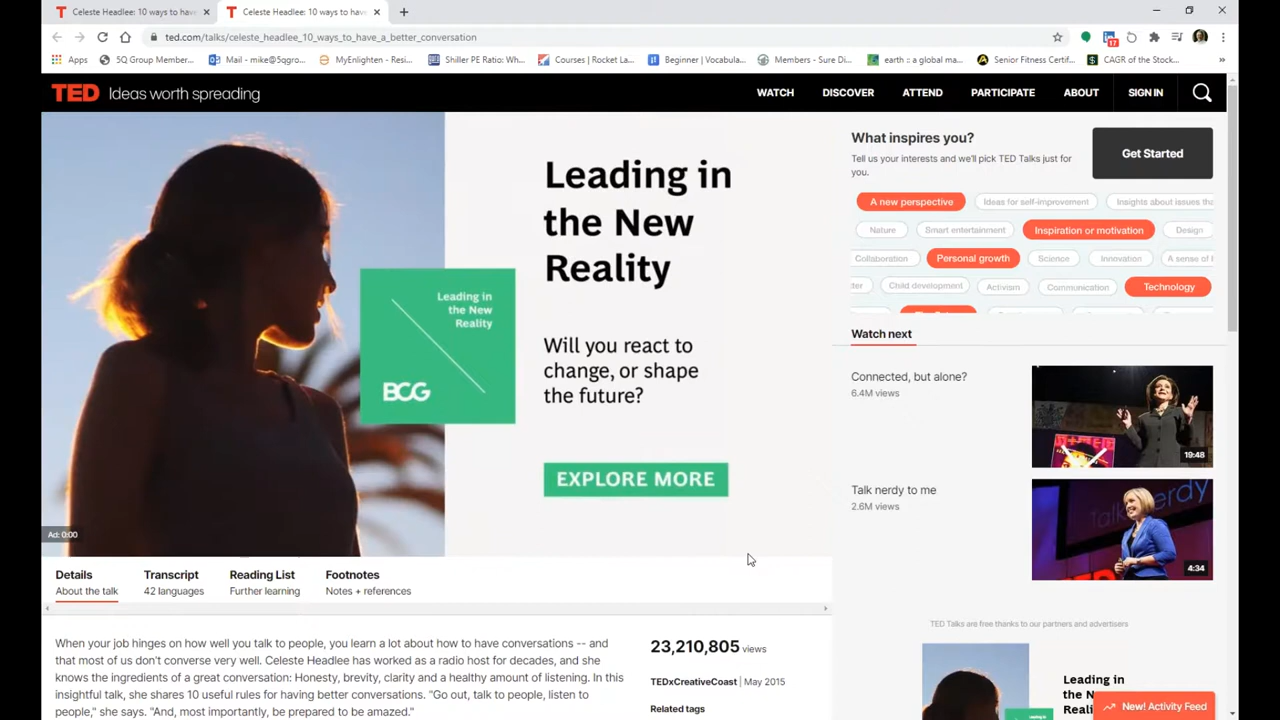 Celeste Headlee: 10 ways to have
Celeste Headlee: 10 ways to have
ted.com/talks/celeste_headlee_10_ways_to_have_a_better_conversation
17
Apps
5Q Group Member...
Mail - mike@5qgro...
MyEnlighten - Resi...
Shiller PE Ratio: Wh...
Courses | Rocket La...
Beginner | Vocabula...
Members - Sure Di...
earth :: a global ma...
Senior Fitness Certif...
CAGR of the Stock...
TED Ideas worth spreading
WATCH
DISCOVER
ATTEND
PARTICIPATE
ABOUT
SIGN IN
Leading in
the New
Reality
Will you react to
change, or shape
the future?
EXPLORE MORE
Leading in
the New
Reality
BCG
Ad: 0:00
What inspires you?
Tell us your interests and we'll pick TED Talks just for
you.
Get Started
A new perspective
Ideas for self-improvement
Insights about issues tha
Nature
Smart entertainment
Inspiration or motivation
Design
Collaboration
Personal growth
Science
Innovation
A sense of
Child development
Activism
Communication
Technology
Watch next
Connected, but alone?
6.4M views
19:48
Talk nerdy to me
2.6M views
4:34
Details
About the talk
Transcript
42 languages
Reading List
Further learning
Footnotes
Notes + references
When your job hinges on how well you talk to people, you learn a lot about how to have conversations -- and
that most of us don't converse very well. Celeste Headlee has worked as a radio host for decades, and she
knows the ingredients of a great conversation: Honesty, brevity, clarity and a healthy amount of listening. In this
insightful talk, she shares 10 useful rules for having better conversations. "Go out, talk to people, listen to
people," she says. "And, most importantly, be prepared to be amazed."
23,210,805 views
TEDxCreativeCoast | May 2015
Related tags
TED Talks are free thanks to our partners and advertisers
Leading in
the New
Reality
New! Activity Feed